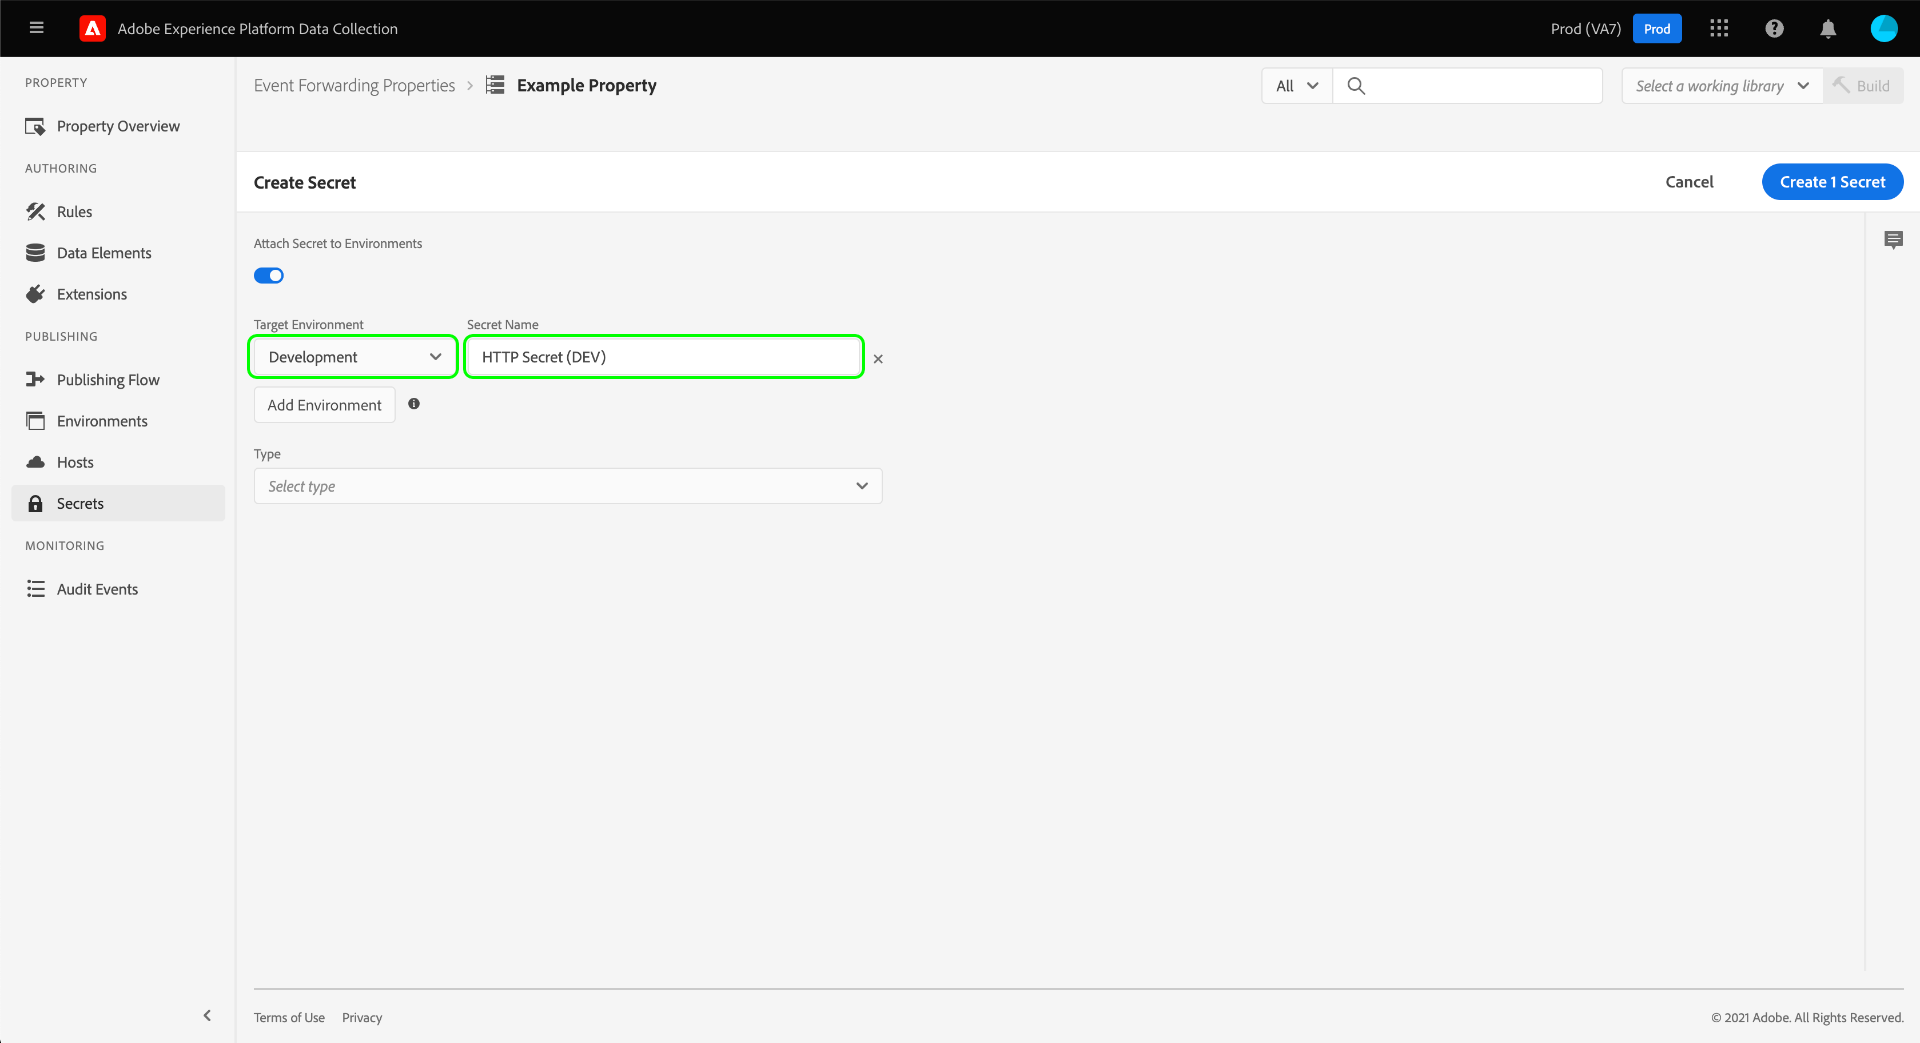 Adobe Experience Platform Data Collection
Prod (VA7)
Prod
PROPERTY
Property Overview
AUTHORING
Rules
Data Elements
Extensions
PUBLISHING
Publishing Flow
Environments
Hosts
Secrets
MONITORING
Audit Events
Event Forwarding Properties
Example Property
All
Select a working library
Build
Create Secret
Cancel
Create 1 Secret
Attach Secret to Environments
Target Environment
Secret Name
Development
HTTP Secret (DEV)
Add Environment
Type
Select type
Terms of Use
Privacy
© 2021 Adobe. All Rights Reserved.